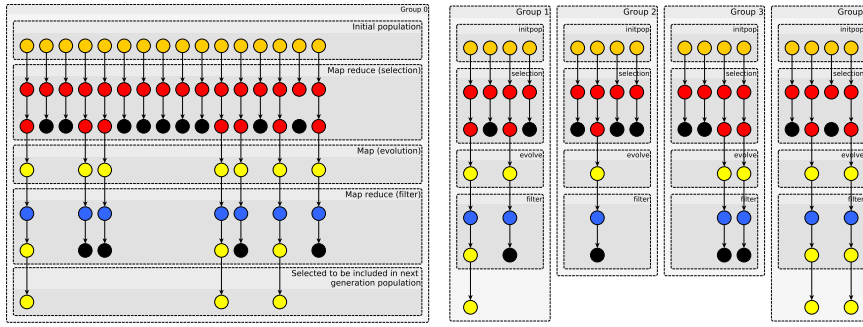 Group 0
Initial population
Map reduce (selection)
Map (evolution)
Map reduce (filter)
Selected to be included in next
generation population
Group 1
initpop
selection
evolve
filter
Group 2
initpop
selection
evolve
filter
Group 3
initpop
selection
evolve
filter
Group
initpop
selection
evolve
filter